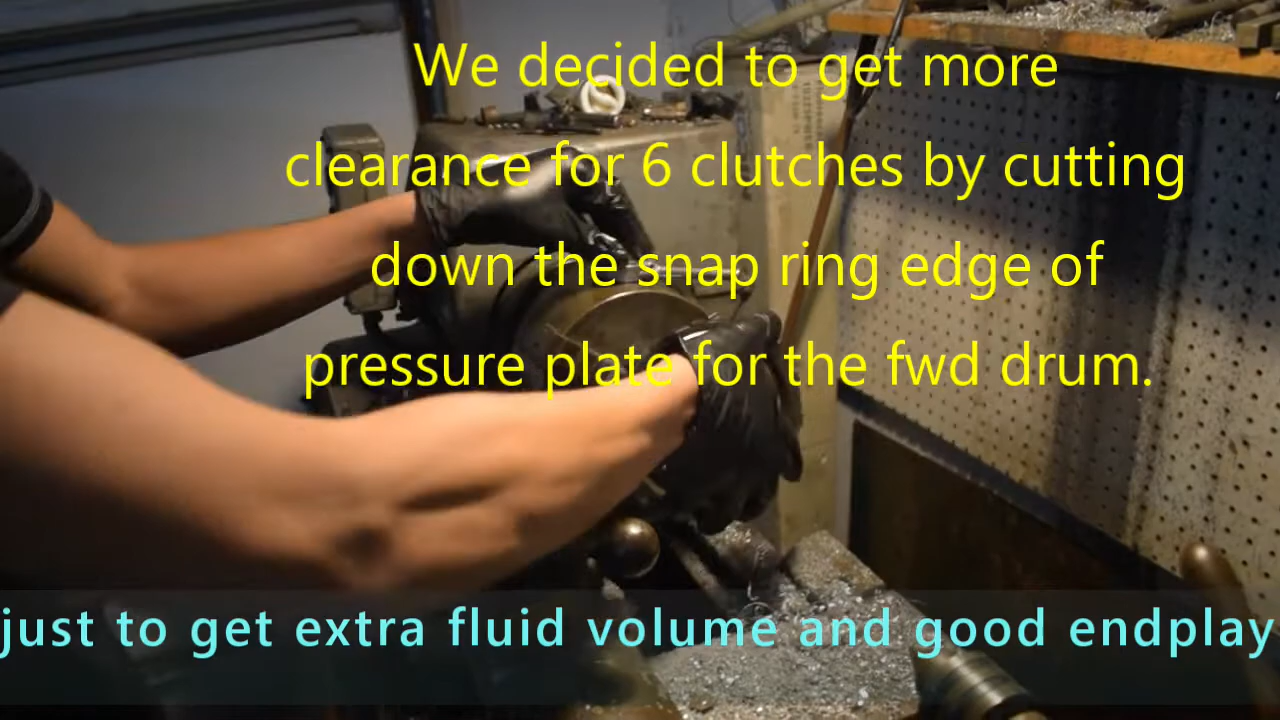 We decided to get more
clearance for 6 clutches by cutting
down the snap ring edge of
pressure plate for the fwd drum.
just to get extra fluid volume and good endplay